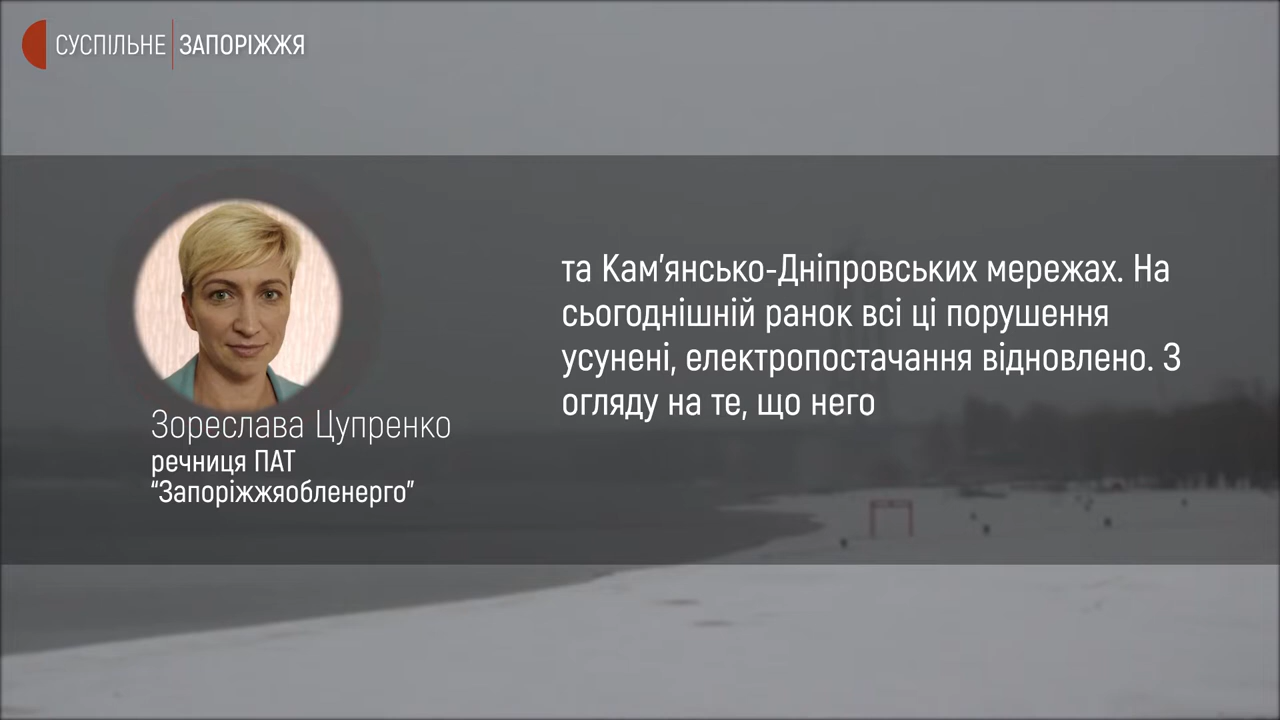 СУСПІЛЬНЕ ЗАПОРІЖЖЯ
та Кам'янсько-Дніпровських мережах. На
сьогоднішній ранок всі ці порушення
усунені, електропостачання відновлено. З
огляду на те, що него
Зореслава Цупренко
речниця ПАТ
“Запоріжжяобленерго”